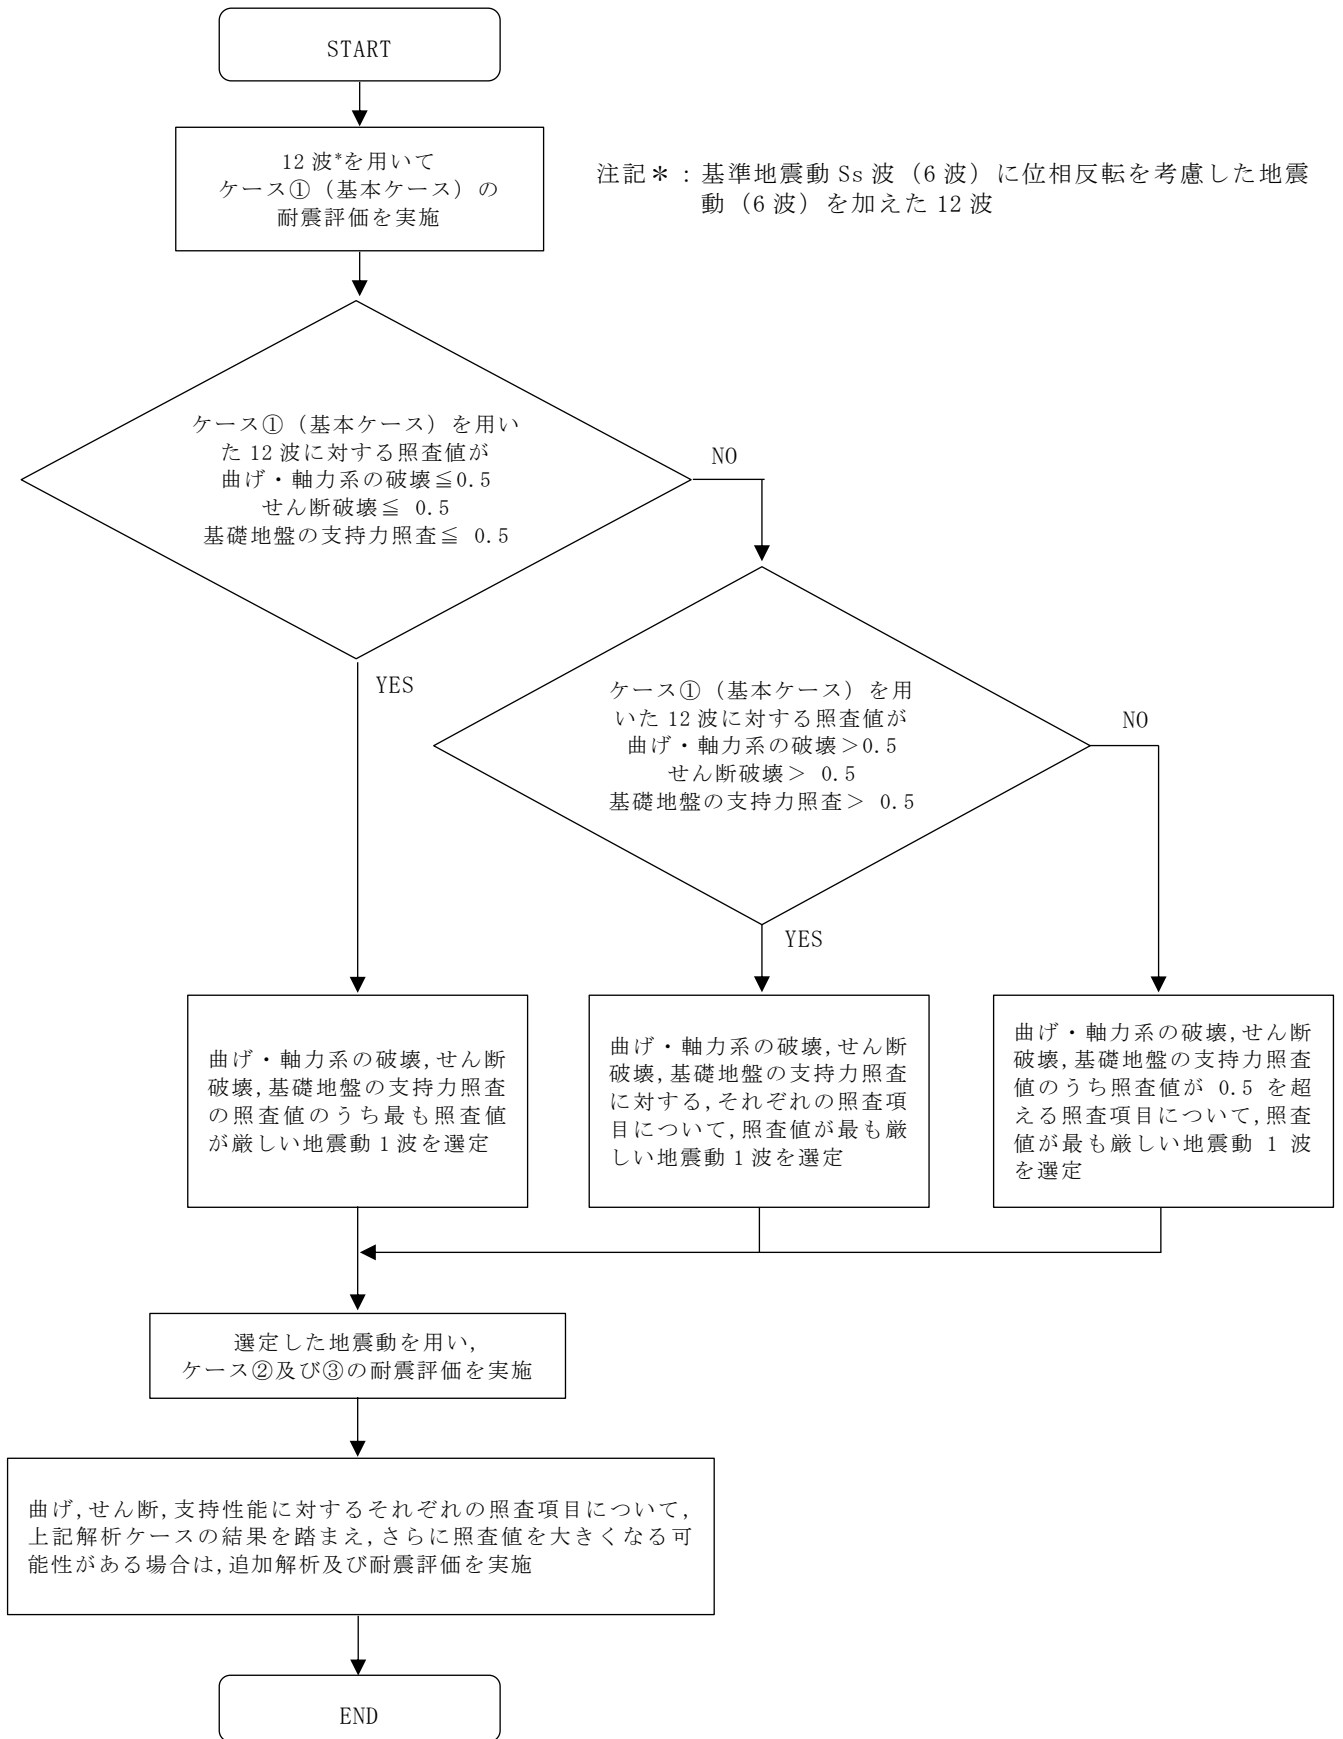 START
12 波*を用いて
ケース①（基本ケース）の
耐震評価を実施
注記＊：基準地震動 Ss 波（6 波）に位相反転を考慮した地震
動（6 波）を加えた 12 波
ケース①（基本ケース）を用い
た 12 波に対する照査値が
曲げ・軸力系の破壊≦0.5
せん断破壊≦ 0.5
基礎地盤の支持力照査≦ 0.5
NO
YES
ケース①（基本ケース）を用
いた 12 波に対する照査値が
曲げ・軸力系の破壊＞0.5
せん断破壊＞ 0.5
基礎地盤の支持力照査＞ 0.5
NO
YES
曲げ・軸力系の破壊,せん断
破壊,基礎地盤の支持力照査
の照査値のうち最も照査値
が厳しい地震動 1 波を選定
曲げ・軸力系の破壊,せん断
破壊,基礎地盤の支持力照査
に対する,それぞれの照査項
目について,照査値が最も厳
しい地震動 1 波を選定
曲げ・軸力系の破壊,せん断
破壊,基礎地盤の支持力照査
値のうち照査値が 0.5 を超
える照査項目について,照査
値が最も厳しい地震動 1 波
を選定
選定した地震動を用い,
ケース②及び③の耐震評価を実施
曲げ,せん断,支持性能に対するそれぞれの照査項目について,
上記解析ケースの結果を踏まえ,さらに照査値を大きくなる可
能性がある場合は,追加解析及び耐震評価を実施
END